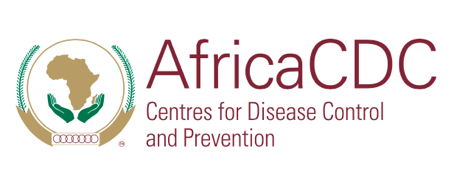 AfricaCDC
Centres for Disease Control
and Prevention